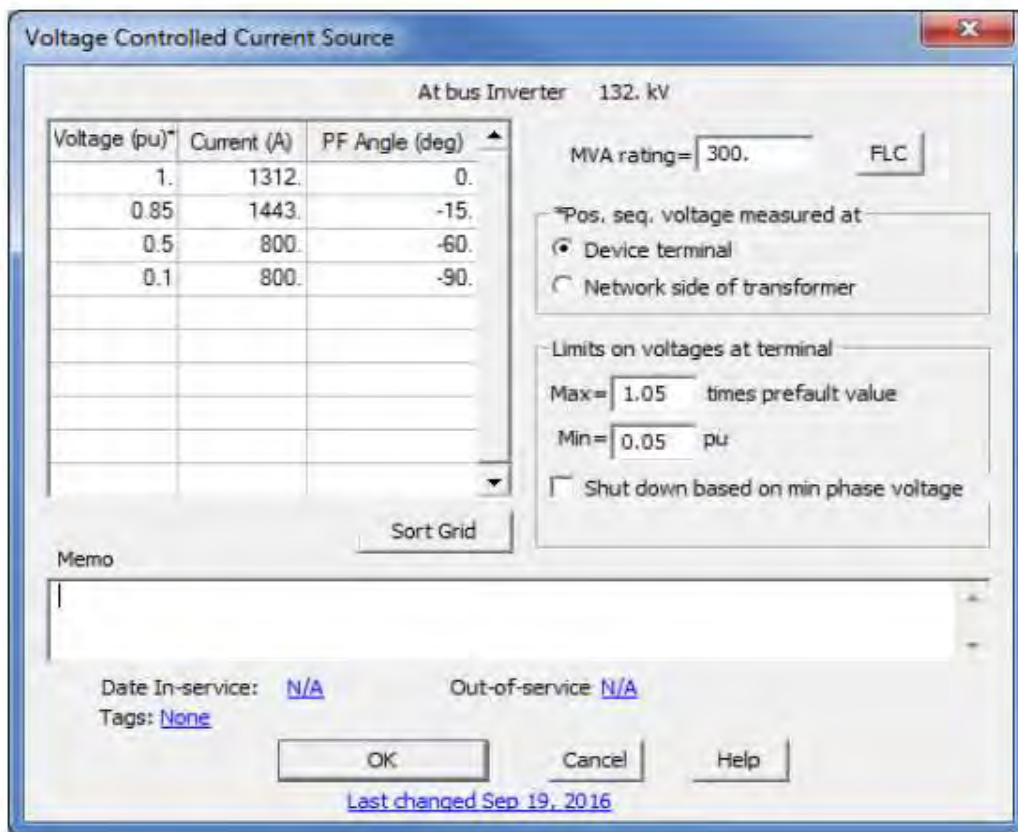 Voltage Controlled Current Source
At bus Inverter 132. kV
Voltage (pu)* Current (A) PF Angle (deg)
1. 1312. 0.
0.85 1443. -15.
0.5 800. -60.
0.1 800. -90.
MVA rating= 300. FLC
*Pos. seq. voltage measured at
Device terminal
Network side of transformer
Limits on voltages at terminal
Max= 1.05 times prefault value
Min= 0.05 pu
Shut down based on min phase voltage
Sort Grid
Memo
Date In-service: N/A Out-of-service N/A
Tags: None
OK Cancel Help
Last changed Sep 19, 2016